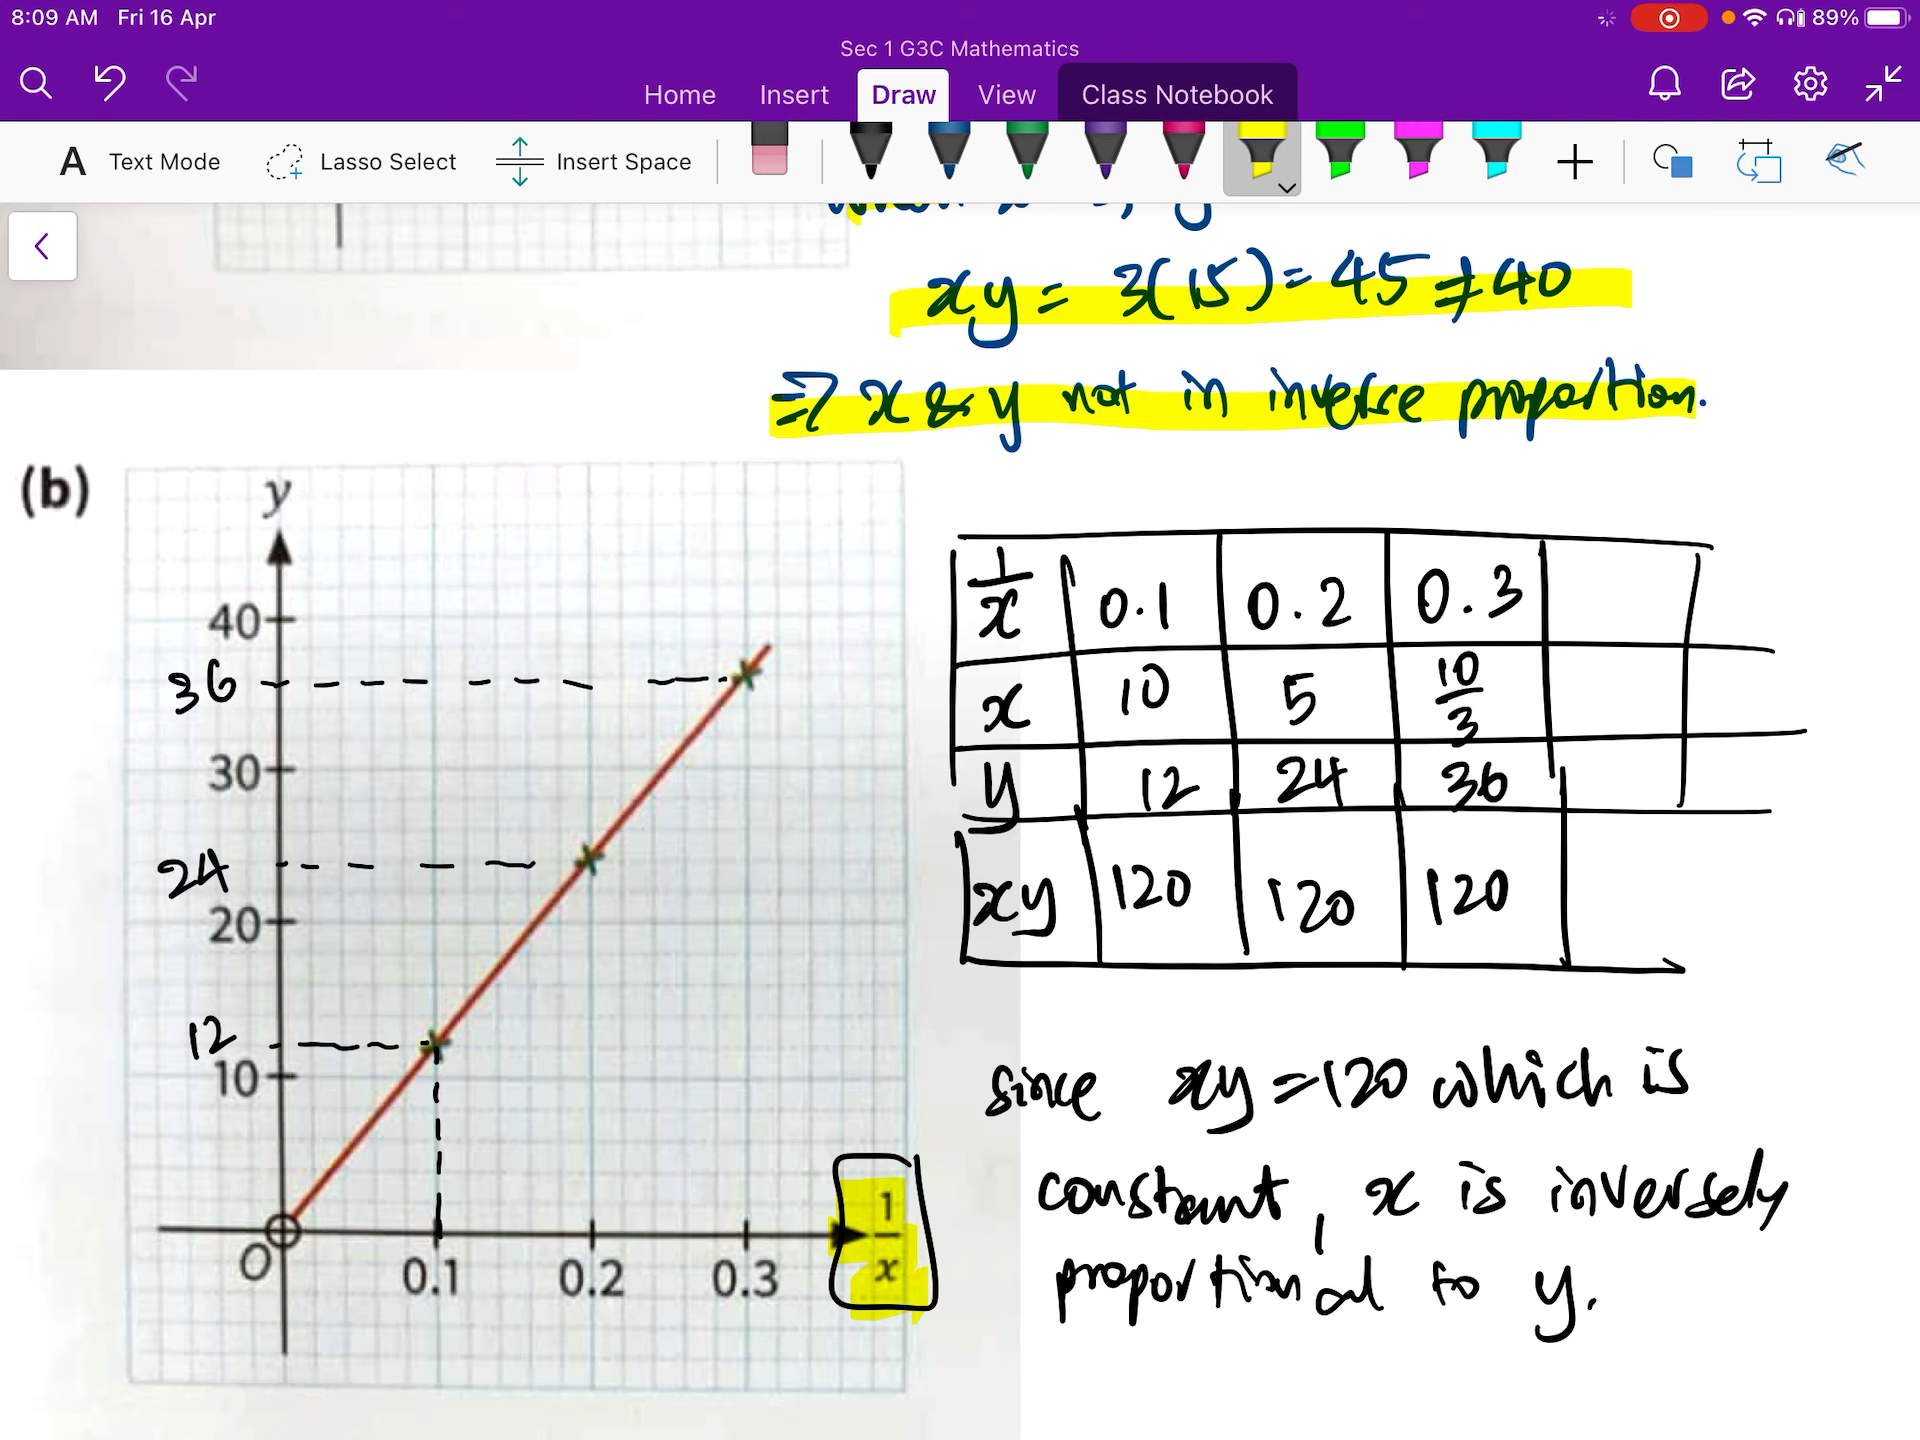 8:09 AM Fri 16 Apr
89%
Sec 1 G3C Mathematics
Home Insert Draw View Class Notebook
A Text Mode Lasso Select Insert Space
xy = 3(15) = 45 ≠ 40
⇒ x & y not in inverse proportion.
(b)
y
40
36
30
24
20
12
10
O 0.1 0.2 0.3 1/x
1/x 0.1 0.2 0.3
x 10 5 10/3
y 12 24 36
xy 120 120 120
since xy = 120 which is
constant, x is inversely
proportional to y.